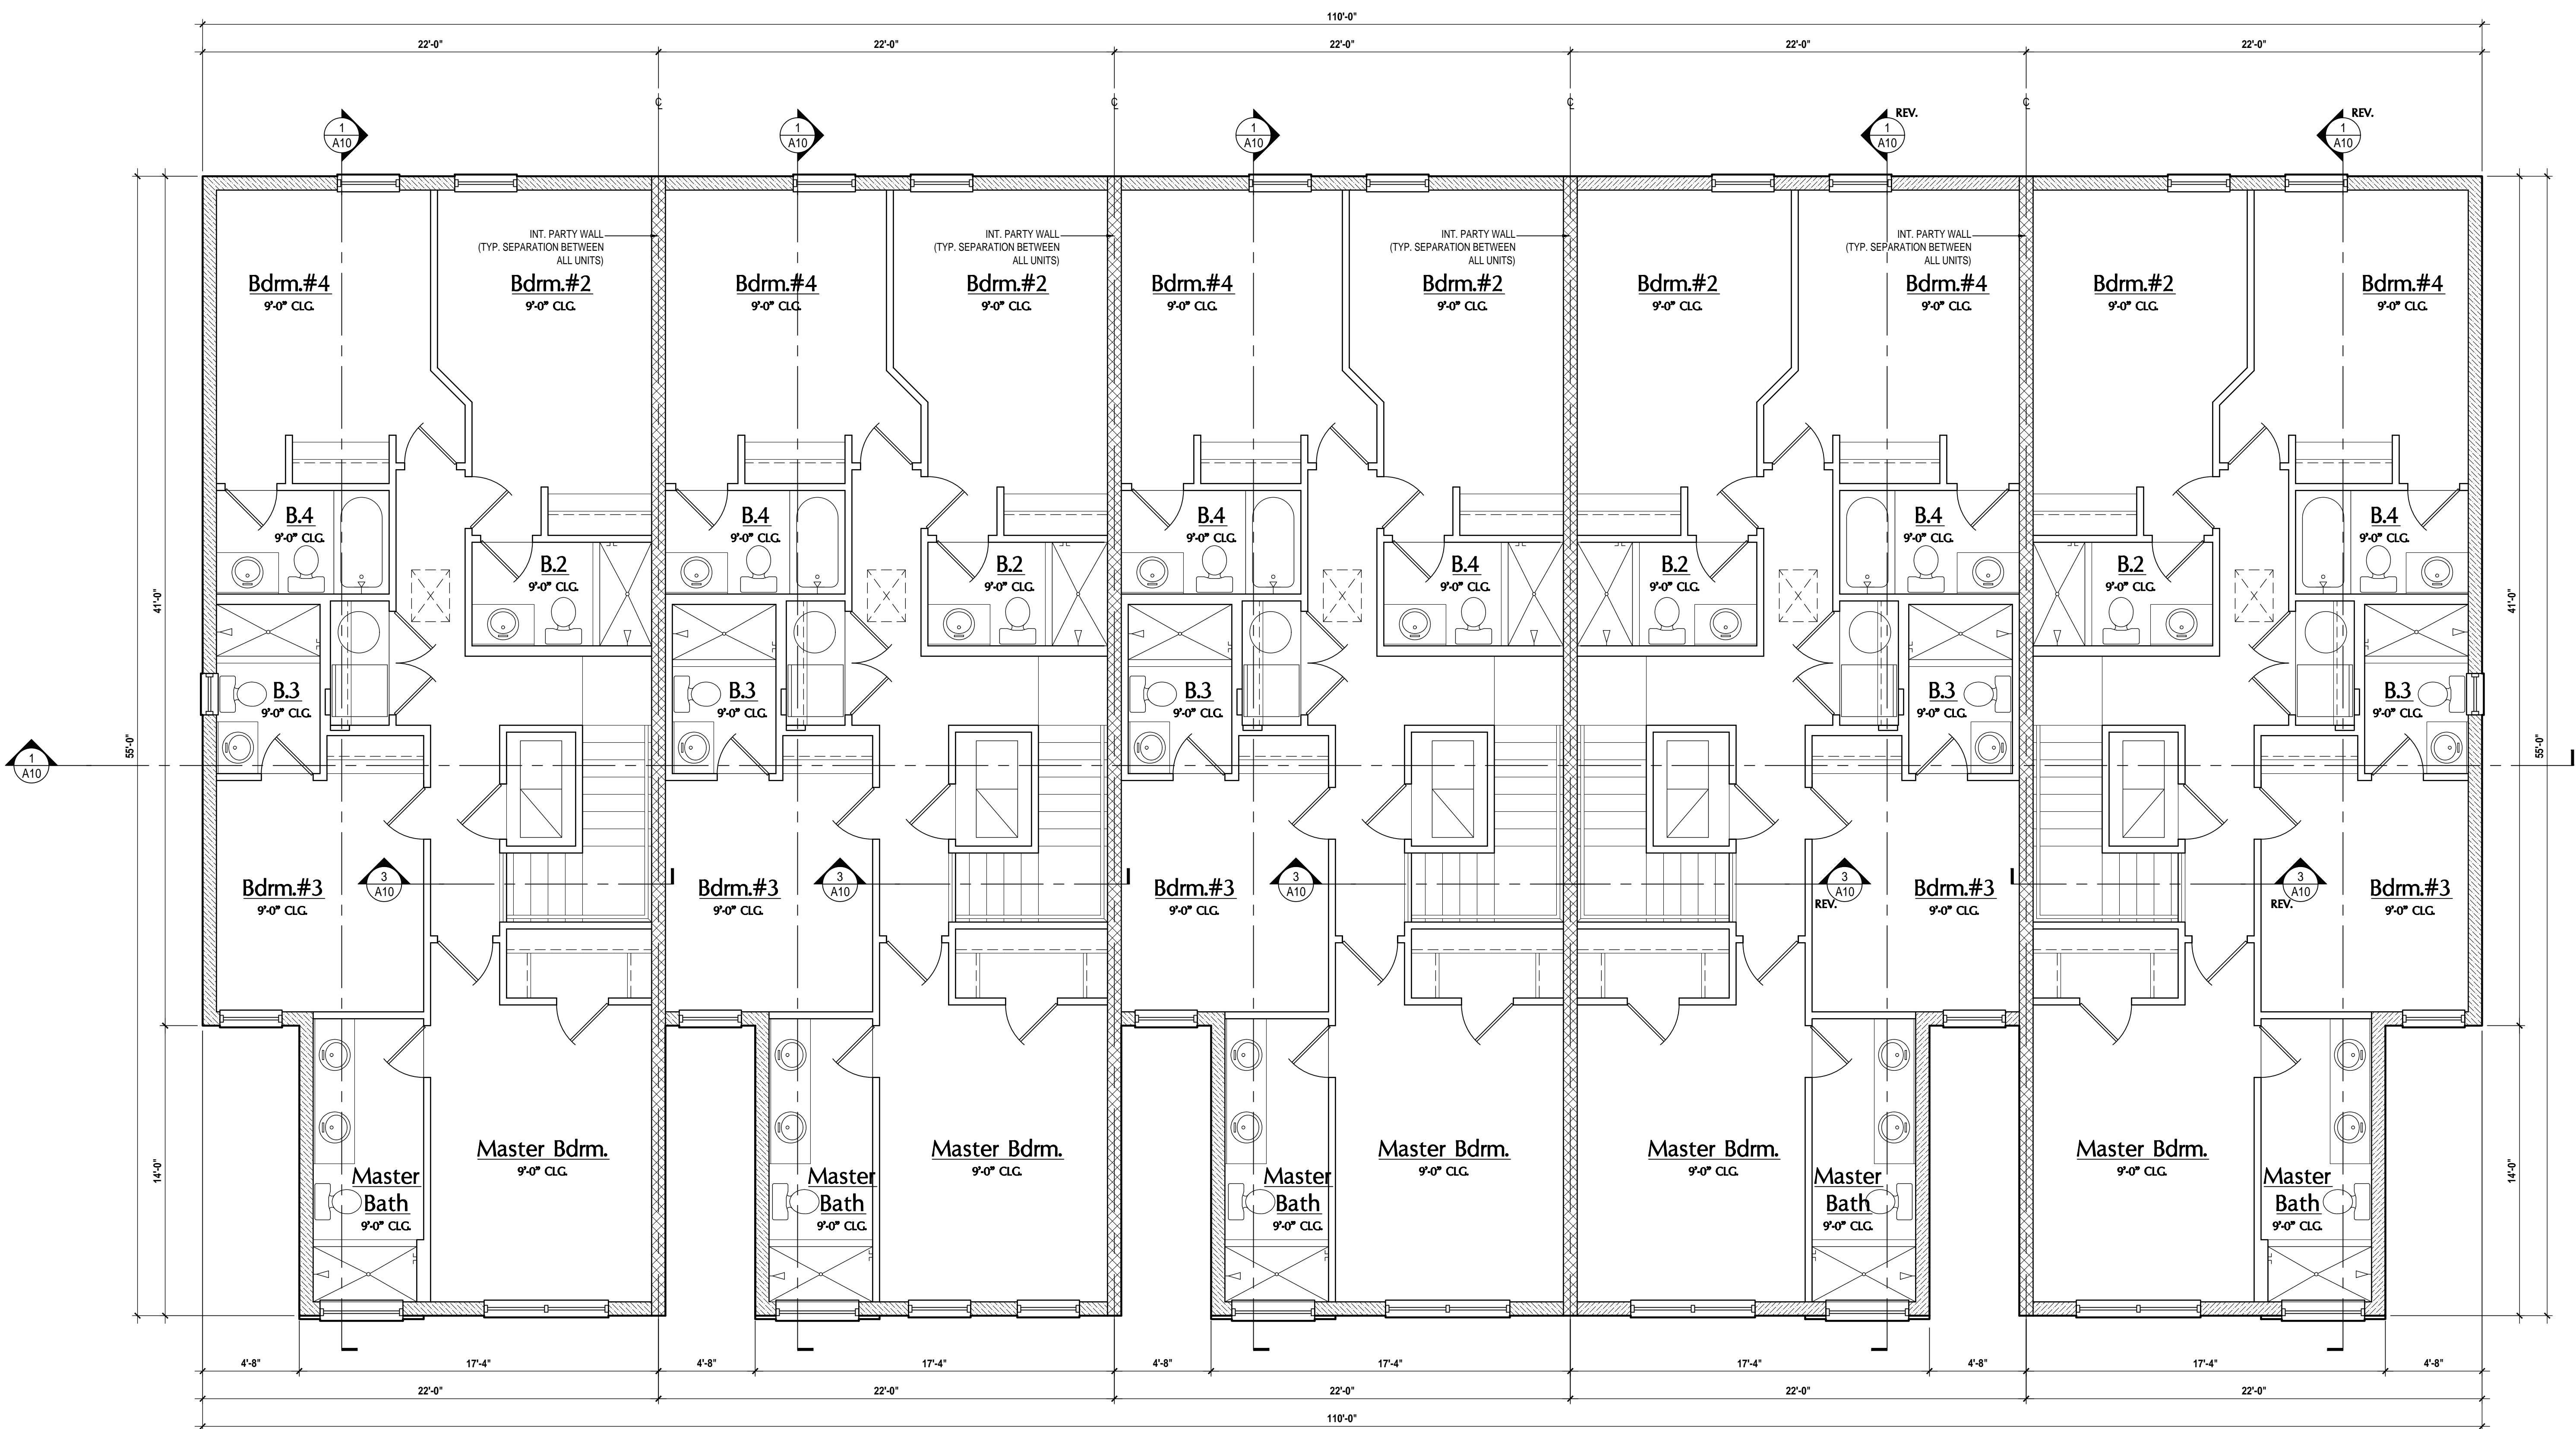 110'-0"
22'-0" 22'-0" 22'-0" 22'-0" 22'-0"
℄ ℄ ℄ ℄
REV. REV.
1 1 1 1 1
A10 A10 A10 A10 A10
INT. PARTY WALL INT. PARTY WALL INT. PARTY WALL INT. PARTY WALL
(TYP. SEPARATION BETWEEN (TYP. SEPARATION BETWEEN (TYP. SEPARATION BETWEEN (TYP. SEPARATION BETWEEN
ALL UNITS) ALL UNITS) ALL UNITS) ALL UNITS)
Bdrm.#4 Bdrm.#2 Bdrm.#4 Bdrm.#2 Bdrm.#4 Bdrm.#2 Bdrm.#2 Bdrm.#4 Bdrm.#2 Bdrm.#4
9'-0" CLG. 9'-0" CLG. 9'-0" CLG. 9'-0" CLG. 9'-0" CLG. 9'-0" CLG. 9'-0" CLG. 9'-0" CLG. 9'-0" CLG. 9'-0" CLG.
B.4 B.4 B.4 B.4 B.4
9'-0" CLG. 9'-0" CLG. 9'-0" CLG. 9'-0" CLG. 9'-0" CLG.
B.2 B.2 B.4 B.2 B.2
9'-0" CLG. 9'-0" CLG. 9'-0" CLG. 9'-0" CLG. 9'-0" CLG.
41'-0" 41'-0"
B.3 B.3 B.3 B.3 B.3
9'-0" CLG. 9'-0" CLG. 9'-0" CLG. 9'-0" CLG. 9'-0" CLG.
55'-0" 55'-0"
1
A10
3 3 3 3 3
A10 A10 A10 A10 A10
Bdrm.#3 Bdrm.#3 Bdrm.#3 Bdrm.#3 Bdrm.#3
9'-0" CLG. 9'-0" CLG. 9'-0" CLG. 9'-0" CLG. 9'-0" CLG.
REV. REV.
Master Bdrm. Master Bdrm. Master Bdrm. Master Bdrm. Master Bdrm.
9'-0" CLG. 9'-0" CLG. 9'-0" CLG. 9'-0" CLG. 9'-0" CLG.
14'-0" 14'-0"
Master Master Master Master Master
Bath Bath Bath Bath Bath
9'-0" CLG. 9'-0" CLG. 9'-0" CLG. 9'-0" CLG. 9'-0" CLG.
4'-8" 17'-4" 4'-8" 17'-4" 4'-8" 17'-4" 17'-4" 4'-8" 17'-4" 4'-8"
22'-0" 22'-0" 22'-0" 22'-0" 22'-0"
110'-0"